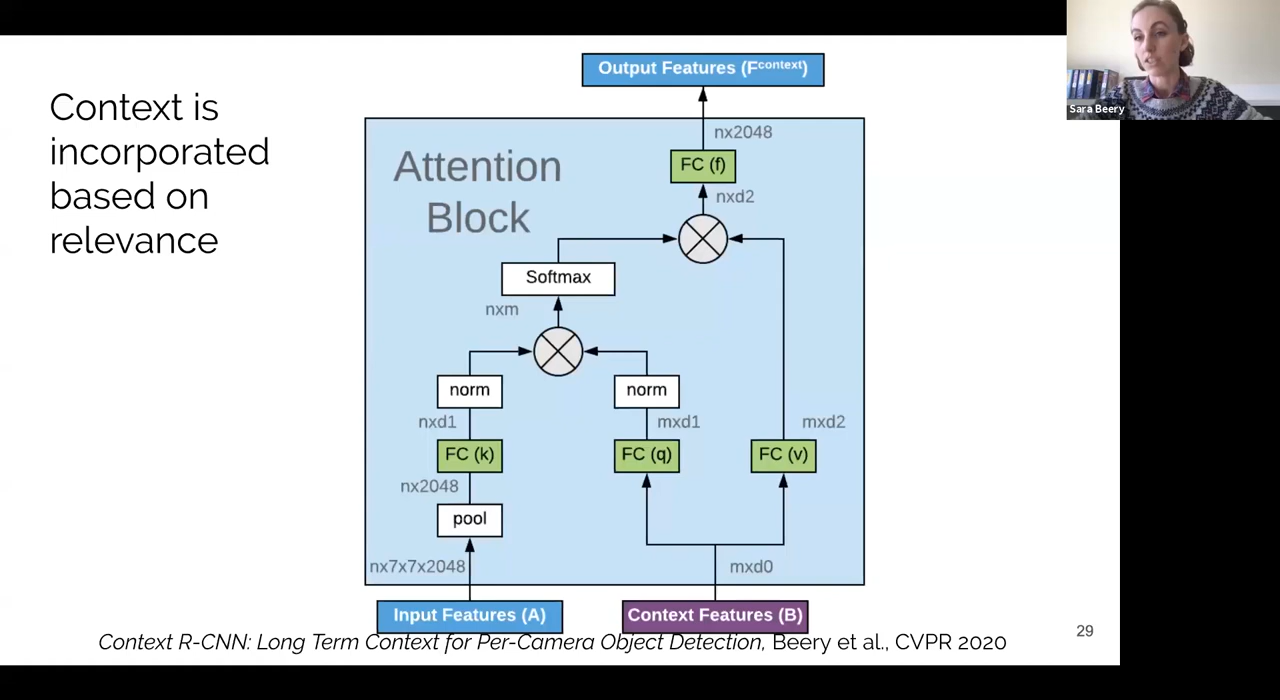 Context is
incorporated
based on
relevance
Sara Beery
Output Features (Fcontext)
nx2048
Attention
Block
FC (f)
nxd2
Softmax
nxm
norm
norm
nxd1
mxd1
mxd2
FC (k)
FC (q)
FC (v)
nx2048
pool
nx7x7x2048
mxd0
Input Features (A)
Context Features (B)
29
Context R-CNN: Long Term Context for Per-Camera Object Detection, Beery et al., CVPR 2020